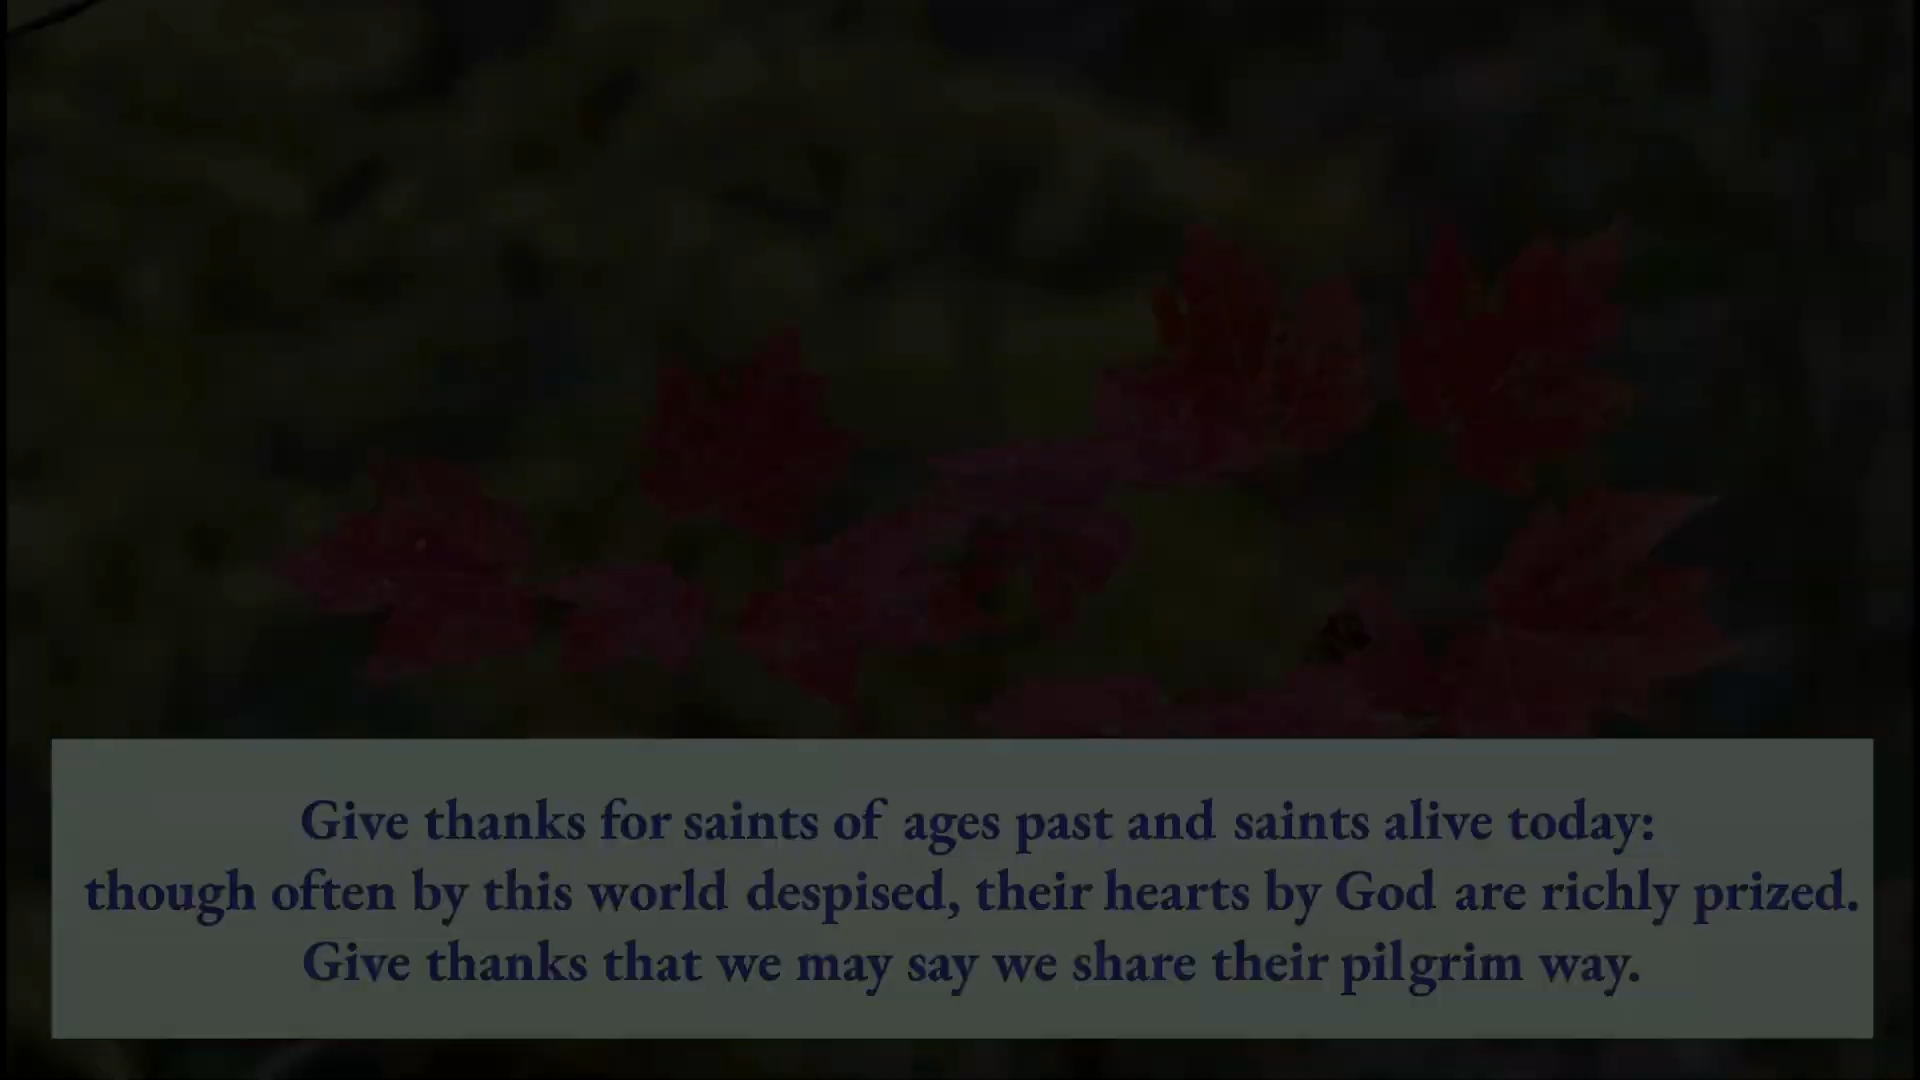 Give thanks for saints of ages past and saints alive today:
though often by this world despised, their hearts by God are richly prized.
Give thanks that we may say we share their pilgrim way.